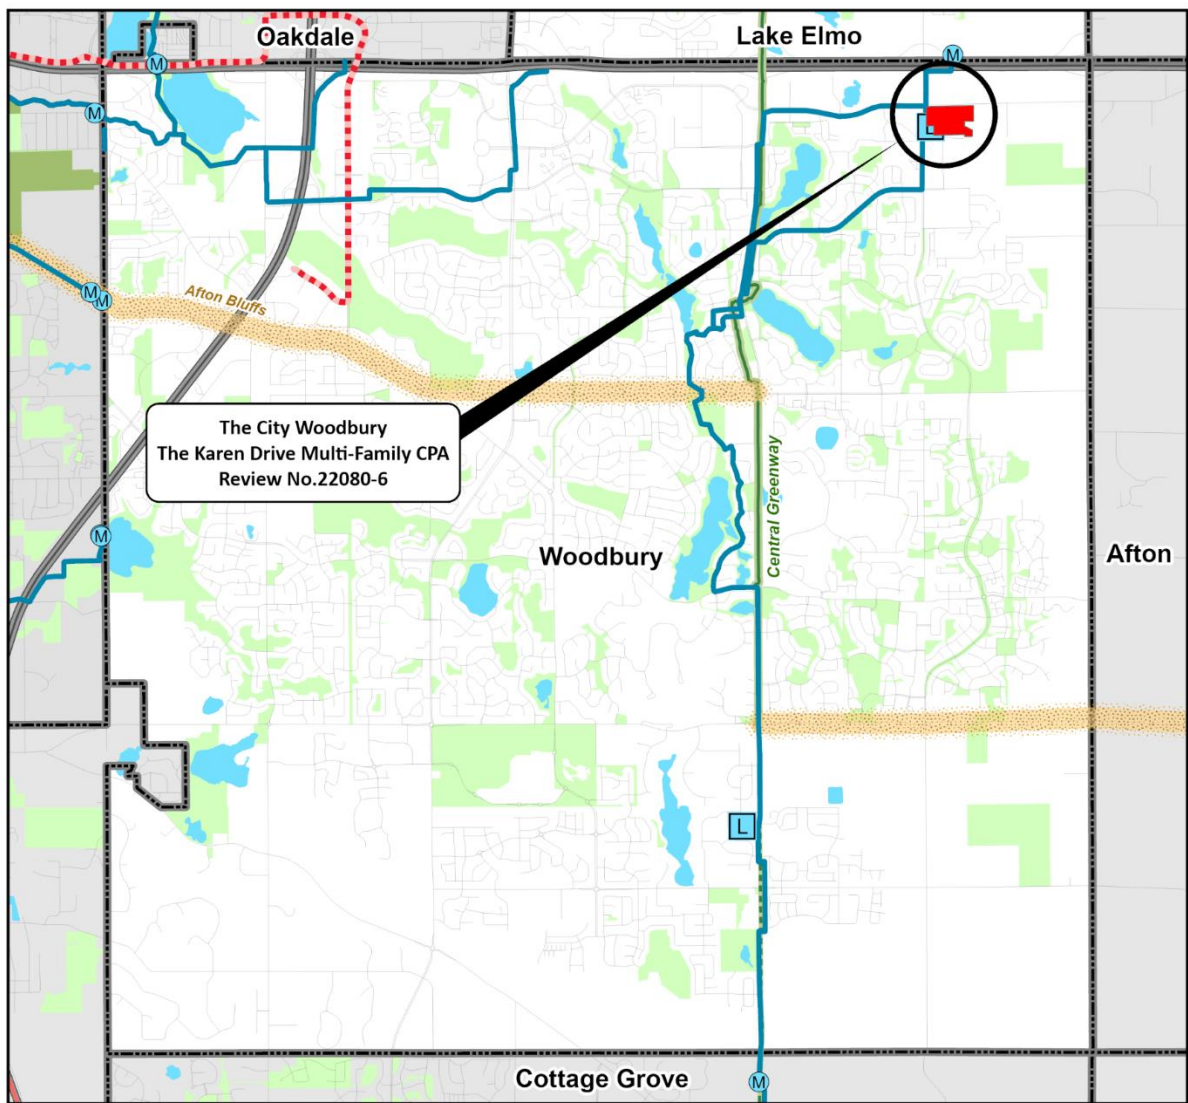 Oakdale
Lake Elmo
M
M
M
L
Afton Bluffs
M
M
The City Woodbury
The Karen Drive Multi-Family CPA
Review No.22080-6
Central Greenway
M
Woodbury
Afton
L
Cottage Grove
M